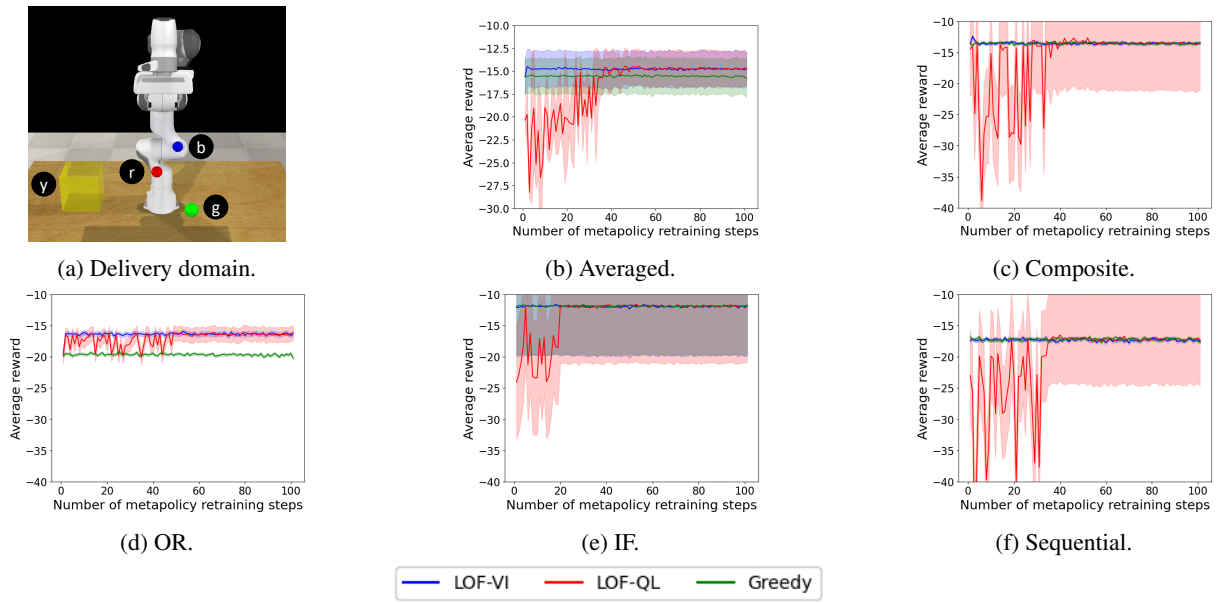 b
r
y
g
(a) Delivery domain.
Average reward
−10.0
−12.5
−15.0
−17.5
−20.0
−22.5
−25.0
−27.5
−30.0
0 20 40 60 80 100
Number of metapolicy retraining steps
(b) Averaged.
Average reward
−10
−15
−20
−25
−30
−35
−40
0 20 40 60 80 100
Number of metapolicy retraining steps
(c) Composite.
Average reward
−10
−15
−20
−25
−30
−35
−40
0 20 40 60 80 100
Number of metapolicy retraining steps
(d) OR.
Average reward
−10
−15
−20
−25
−30
−35
−40
0 20 40 60 80 100
Number of metapolicy retraining steps
(e) IF.
Average reward
−10
−15
−20
−25
−30
−35
−40
0 20 40 60 80 100
Number of metapolicy retraining steps
(f) Sequential.
LOF-VI LOF-QL Greedy